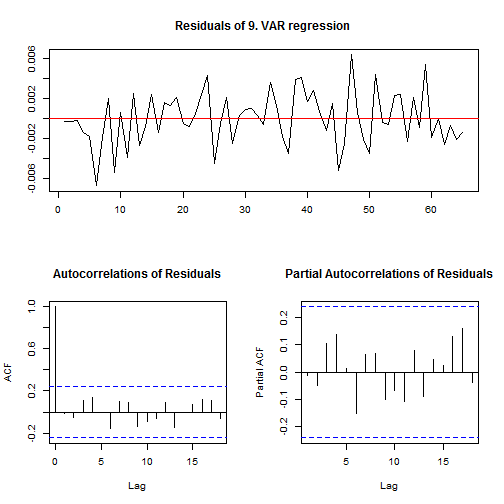 Residuals of 9. VAR regression
0.006
0.002
-0.002
-0.006
0 10 20 30 40 50 60
Autocorrelations of Residuals
ACF
1.0
0.6
0.2
-0.2
0 5 10 15
Lag
Partial Autocorrelations of Residuals
Partial ACF
0.2
0.1
0.0
-0.1
-0.2
5 10 15
Lag